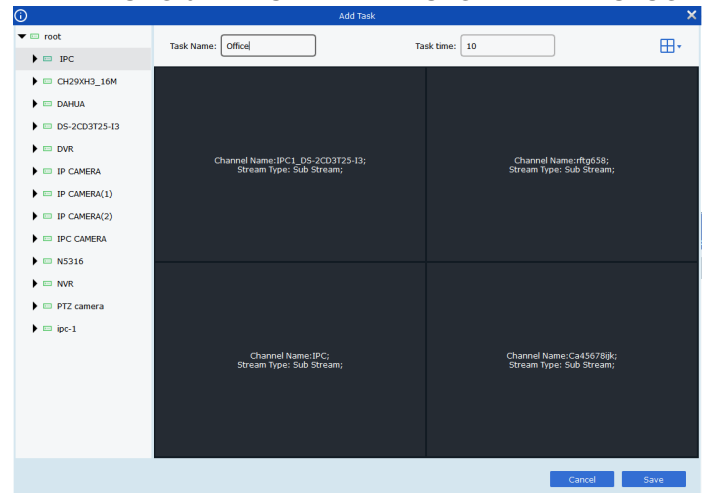 Add Task
root
IPC
CH29XH3_16M
DAHUA
DS-2CD3T25-I3
DVR
IP CAMERA
IP CAMERA(1)
IP CAMERA(2)
IPC CAMERA
N5316
NVR
PTZ camera
ipc-1
Task Name: Office
Task time: 10
Channel Name:IPC1_DS-2CD3T25-I3;
Stream Type: Sub Stream;
Channel Name:rftg658;
Stream Type: Sub Stream;
Channel Name:IPC;
Stream Type: Sub Stream;
Channel Name:Ca45678ijk;
Stream Type: Sub Stream;
Cancel
Save